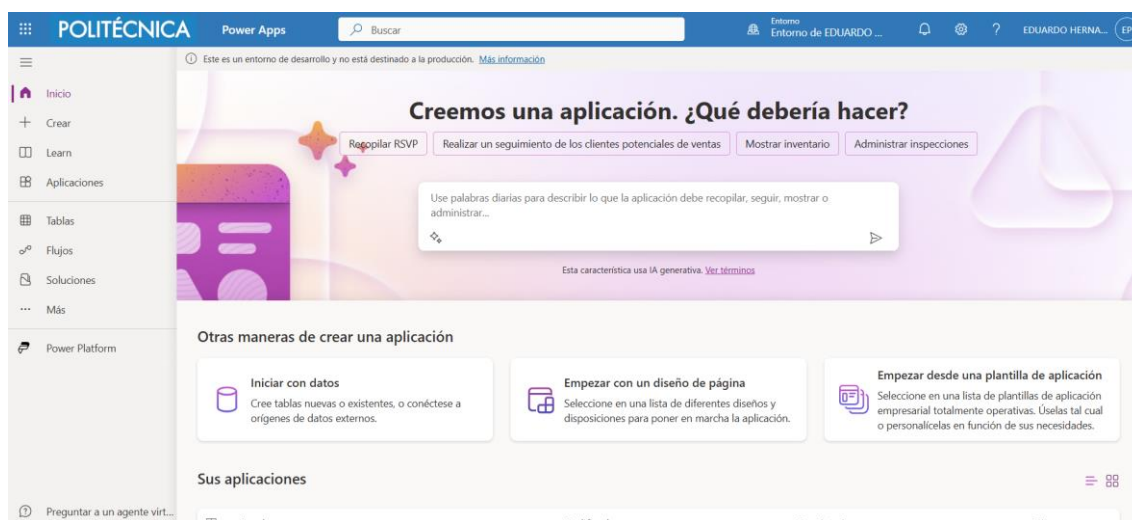 POLITÉCNICA
Power Apps
Buscar
Entorno
Entorno de EDUARDO ...
?
EDUARDO HERNA...
EP
Este es un entorno de desarrollo y no está destinado a la producción. Más información
Inicio
Crear
Learn
Aplicaciones
Tablas
Flujos
Soluciones
Más
Power Platform
Preguntar a un agente virt...
Creemos una aplicación. ¿Qué debería hacer?
Recopilar RSVP
Realizar un seguimiento de los clientes potenciales de ventas
Mostrar inventario
Administrar inspecciones
Use palabras diarias para describir lo que la aplicación debe recopilar, seguir, mostrar o
administrar...
Esta característica usa IA generativa. Ver términos
Otras maneras de crear una aplicación
Iniciar con datos
Cree tablas nuevas o existentes, o conéctese a
orígenes de datos externos.
Empezar con un diseño de página
Seleccione en una lista de diferentes diseños y
disposiciones para poner en marcha la aplicación.
Empezar desde una plantilla de aplicación
Seleccione en una lista de plantillas de aplicación
empresarial totalmente operativas. Úselas tal cual
o personalícelas en función de sus necesidades.
Sus aplicaciones